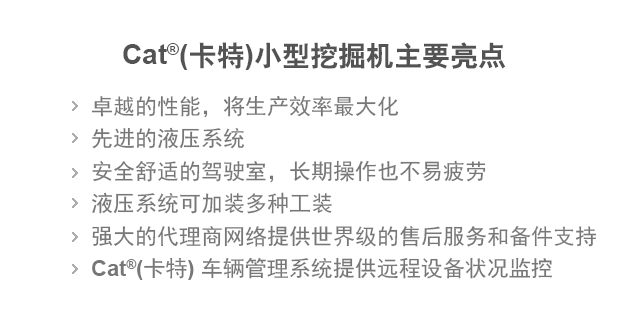 Cat®(卡特)小型挖掘机主要亮点
› 卓越的性能，将生产效率最大化
› 先进的液压系统
› 安全舒适的驾驶室，长期操作也不易疲劳
› 液压系统可加装多种工装
› 强大的代理商网络提供世界级的售后服务和备件支持
› Cat®(卡特) 车辆管理系统提供远程设备状况监控